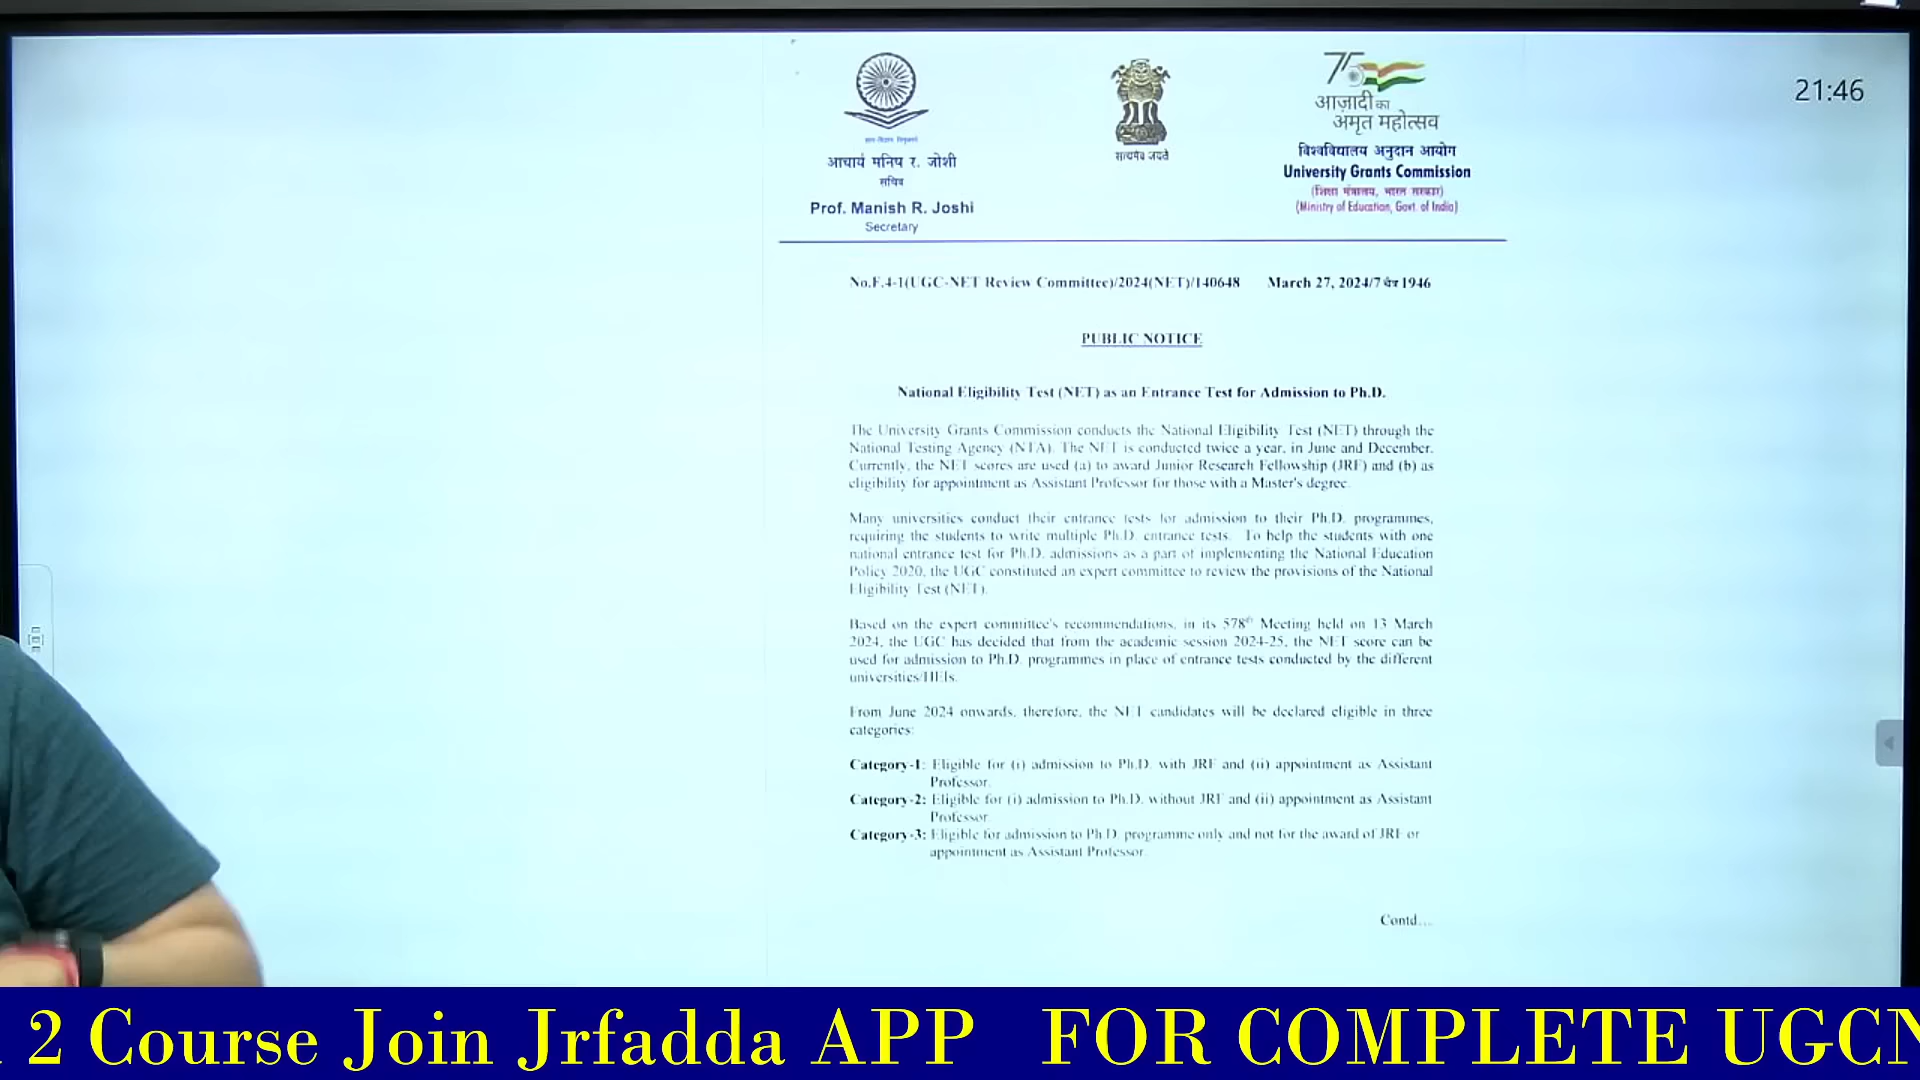 21:46
आज़ादी का
अमृत महोत्सव
सत्यमेव जयते
आचार्य मनिष र. जोशी
सचिव
Prof. Manish R. Joshi
Secretary
विश्वविद्यालय अनुदान आयोग
University Grants Commission
(शिक्षा मंत्रालय, भारत सरकार)
(Ministry of Education, Govt. of India)
No.F.4-1(UGC-NET Review Committee)/2024(NET)/140648 March 27, 2024/7 चैत्र 1946
PUBLIC NOTICE
National Eligibility Test (NET) as an Entrance Test for Admission to Ph.D.
The University Grants Commission conducts the National Eligibility Test (NET) through the
National Testing Agency (NTA). The NET is conducted twice a year, in June and December.
Currently, the NET scores are used (a) to award Junior Research Fellowship (JRF) and (b) as
eligibility for appointment as Assistant Professor for those with a Master's degree.
Many universities conduct their entrance tests for admission to their Ph.D. programmes,
requiring the students to write multiple Ph.D. entrance tests. To help the students with one
national entrance test for Ph.D. admissions as a part of implementing the National Education
Policy 2020, the UGC constituted an expert committee to review the provisions of the National
Eligibility Test (NET).
Based on the expert committee's recommendations, in its 578th Meeting held on 13 March
2024, the UGC has decided that from the academic session 2024-25, the NET score can be
used for admission to Ph.D. programmes in place of entrance tests conducted by the different
universities/HEIs.
From June 2024 onwards, therefore, the NET candidates will be declared eligible in three
categories:
Category-1: Eligible for (i) admission to Ph.D. with JRF and (ii) appointment as Assistant
Professor.
Category-2: Eligible for (i) admission to Ph.D. without JRF and (ii) appointment as Assistant
Professor.
Category-3: Eligible for admission to Ph.D. programme only and not for the award of JRF or
appointment as Assistant Professor.
Contd...
2 Course Join Jrfadda APP FOR COMPLETE UGCN